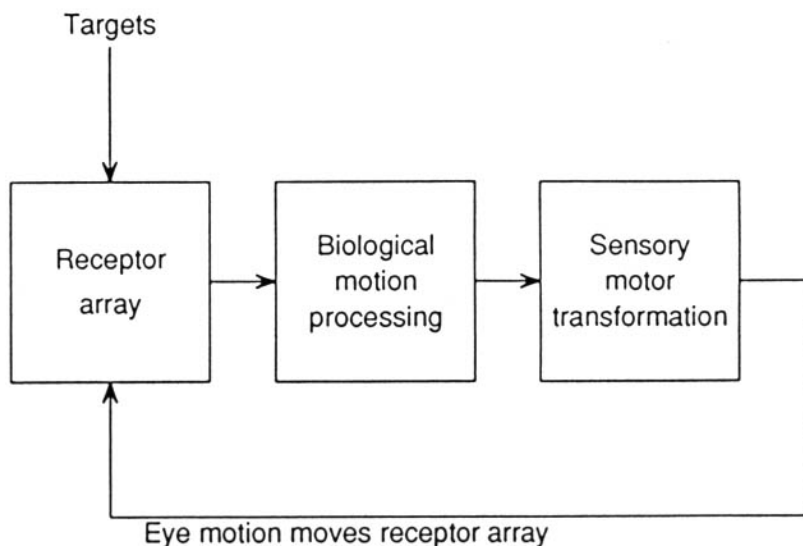 Targets
Receptor
array
Biological
motion
processing
Sensory
motor
transformation
Eye motion moves receptor array